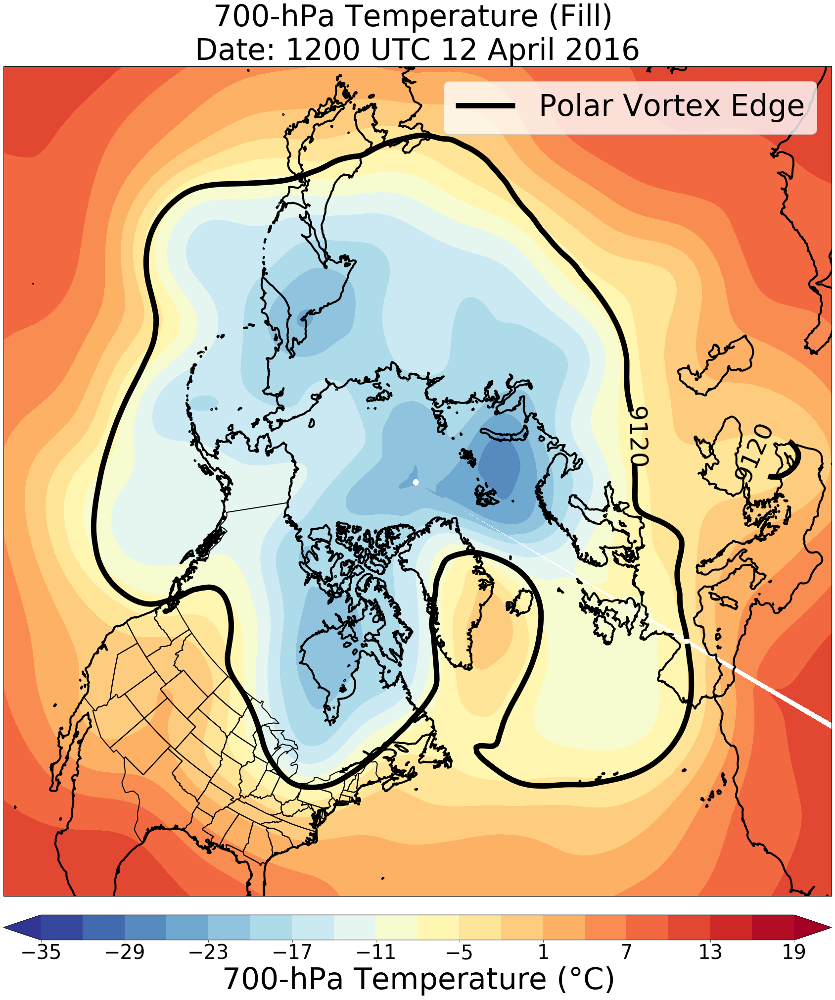 700-hPa Temperature (Fill)
Date: 1200 UTC 12 April 2016
Polar Vortex Edge
9120
9120
−35 −29 −23 −17 −11 −5 1 7 13 19
700-hPa Temperature (°C)